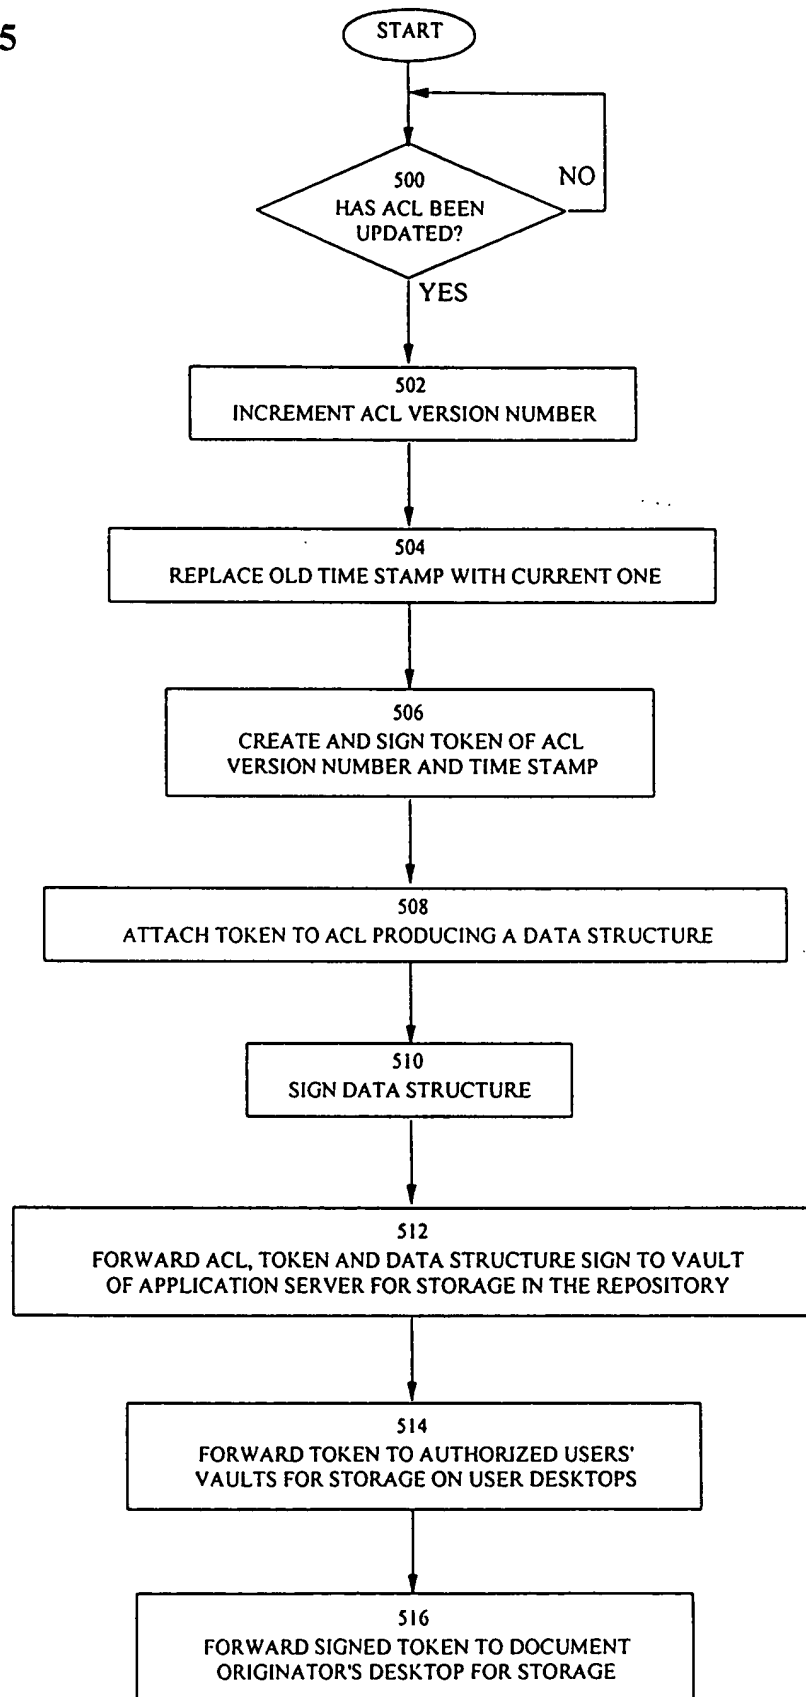 5
START
500
HAS ACL BEEN
UPDATED?
NO
YES
502
INCREMENT ACL VERSION NUMBER
504
REPLACE OLD TIME STAMP WITH CURRENT ONE
506
CREATE AND SIGN TOKEN OF ACL
VERSION NUMBER AND TIME STAMP
508
ATTACH TOKEN TO ACL PRODUCING A DATA STRUCTURE
510
SIGN DATA STRUCTURE
512
FORWARD ACL, TOKEN AND DATA STRUCTURE SIGN TO VAULT
OF APPLICATION SERVER FOR STORAGE IN THE REPOSITORY
514
FORWARD TOKEN TO AUTHORIZED USERS'
VAULTS FOR STORAGE ON USER DESKTOPS
516
FORWARD SIGNED TOKEN TO DOCUMENT
ORIGINATOR'S DESKTOP FOR STORAGE